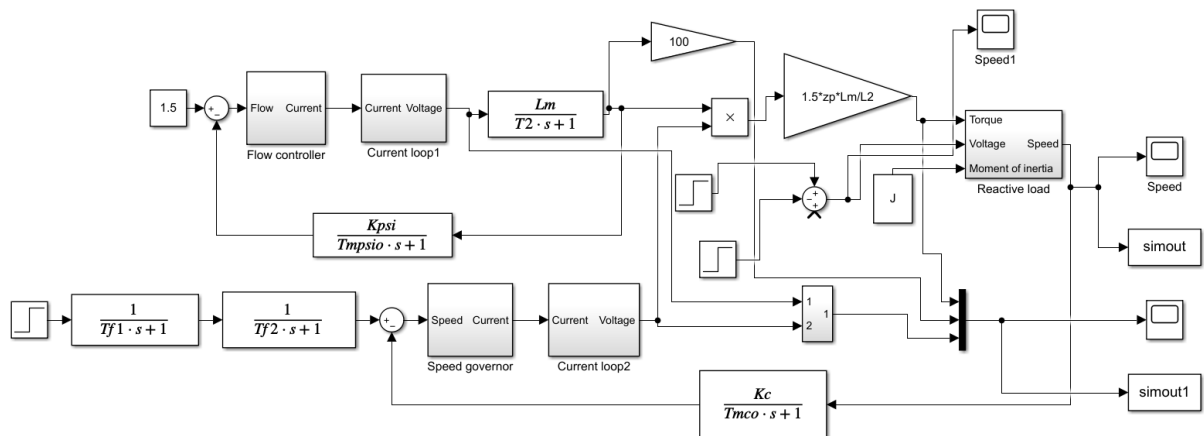 100
Speed1
1.5
Flow Current
Flow controller
Current Voltage
Current loop1
Lm
T2 · s + 1
×
1.5*zp*Lm/L2
Torque
Voltage Speed
Moment of inertia
Reactive load
Speed
J
Kpsi
Tmpsio · s + 1
simout
1
Tf1 · s + 1
1
Tf2 · s + 1
Speed Current
Speed governor
Current Voltage
Current loop2
1
2
1
simout1
Kc
Tmco · s + 1